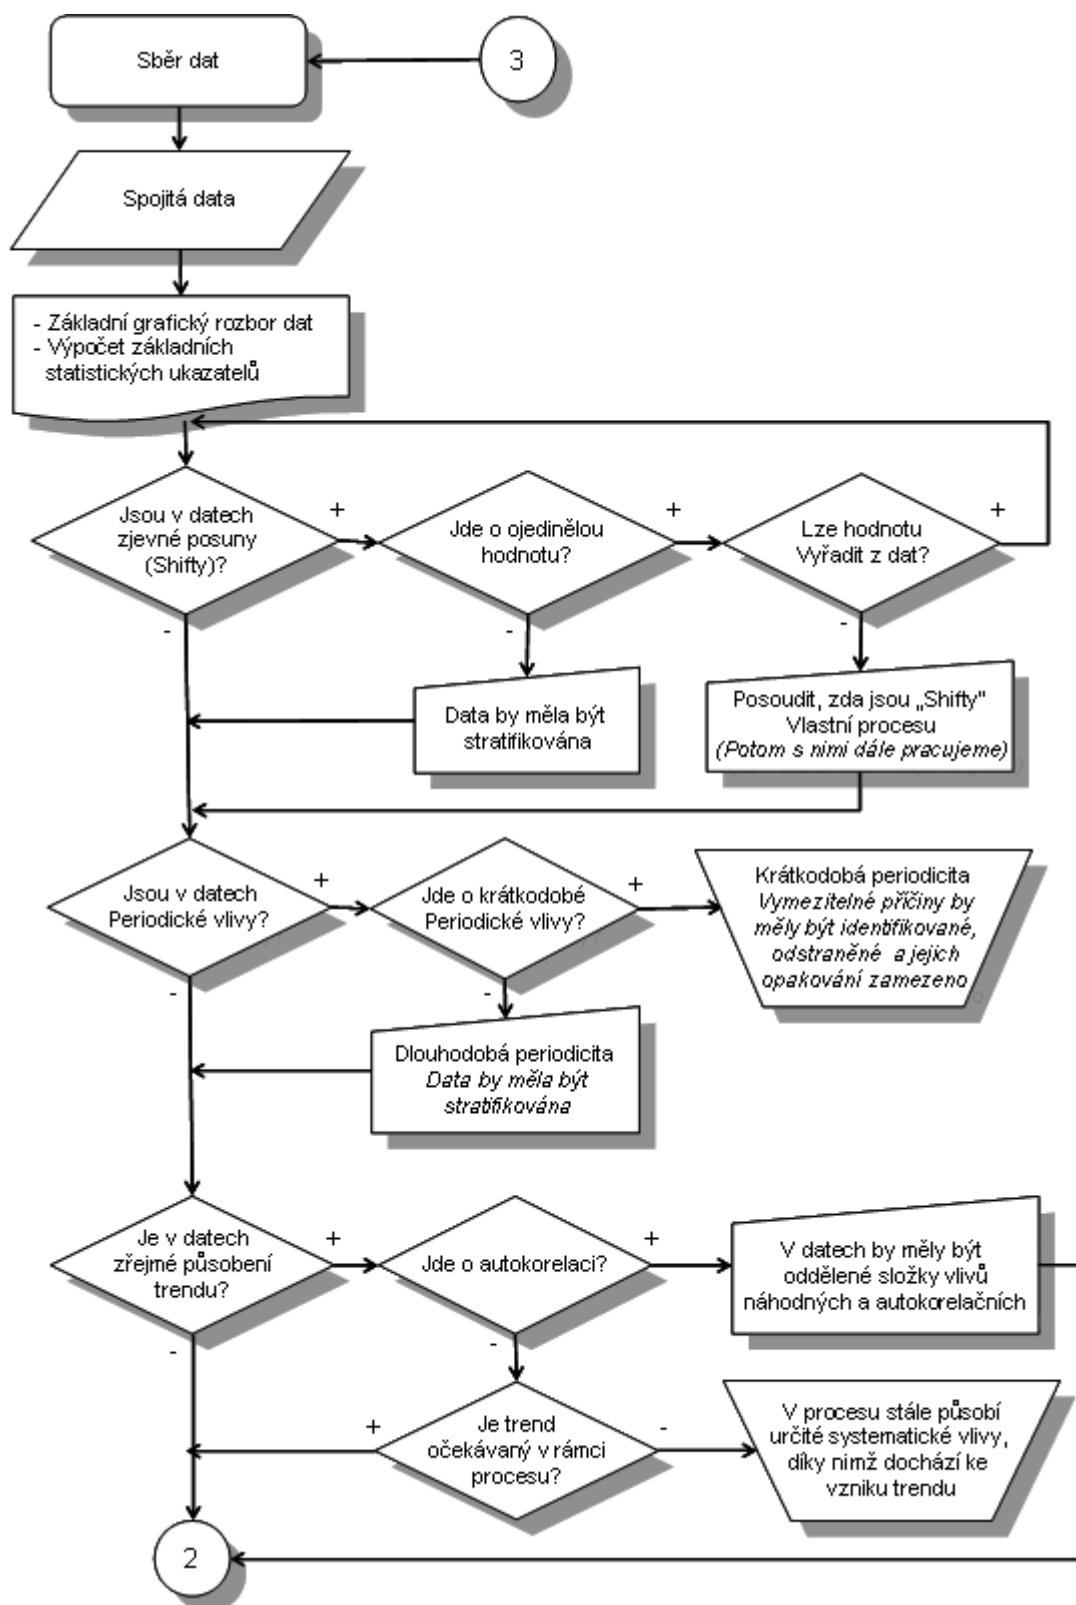 Sběr dat
3
Spojitá data
- Základní grafický rozbor dat
- Výpočet základních
statistických ukazatelů
Jsou v datech
zjevné posuny
(Shifty)?
+
Jde o ojedinělou
hodnotu?
+
Lze hodnotu
Vyřadit z dat?
+
-
-
-
Data by měla být
stratifikována
Posoudit, zda jsou „Shifty"
Vlastní procesu
(Potom s nimi dále pracujeme)
Jsou v datech
Periodické vlivy?
+
Jde o krátkodobé
Periodické vlivy?
+
Krátkodobá periodicita
Vymezitelné příčiny by
měly být identifikované,
odstraněné a jejich
opakování zamezeno
-
-
Dlouhodobá periodicita
Data by měla být
stratifikována
Je v datech
zřejmé působení
trendu?
+
Jde o autokorelaci?
+
V datech by měly být
oddělené složky vlivů
náhodných a autokorelačních
-
-
Je trend
očekávaný v rámci
procesu?
+
-
V procesu stále působí
určité systematické vlivy,
díky nimž dochází ke
vzniku trendu
2